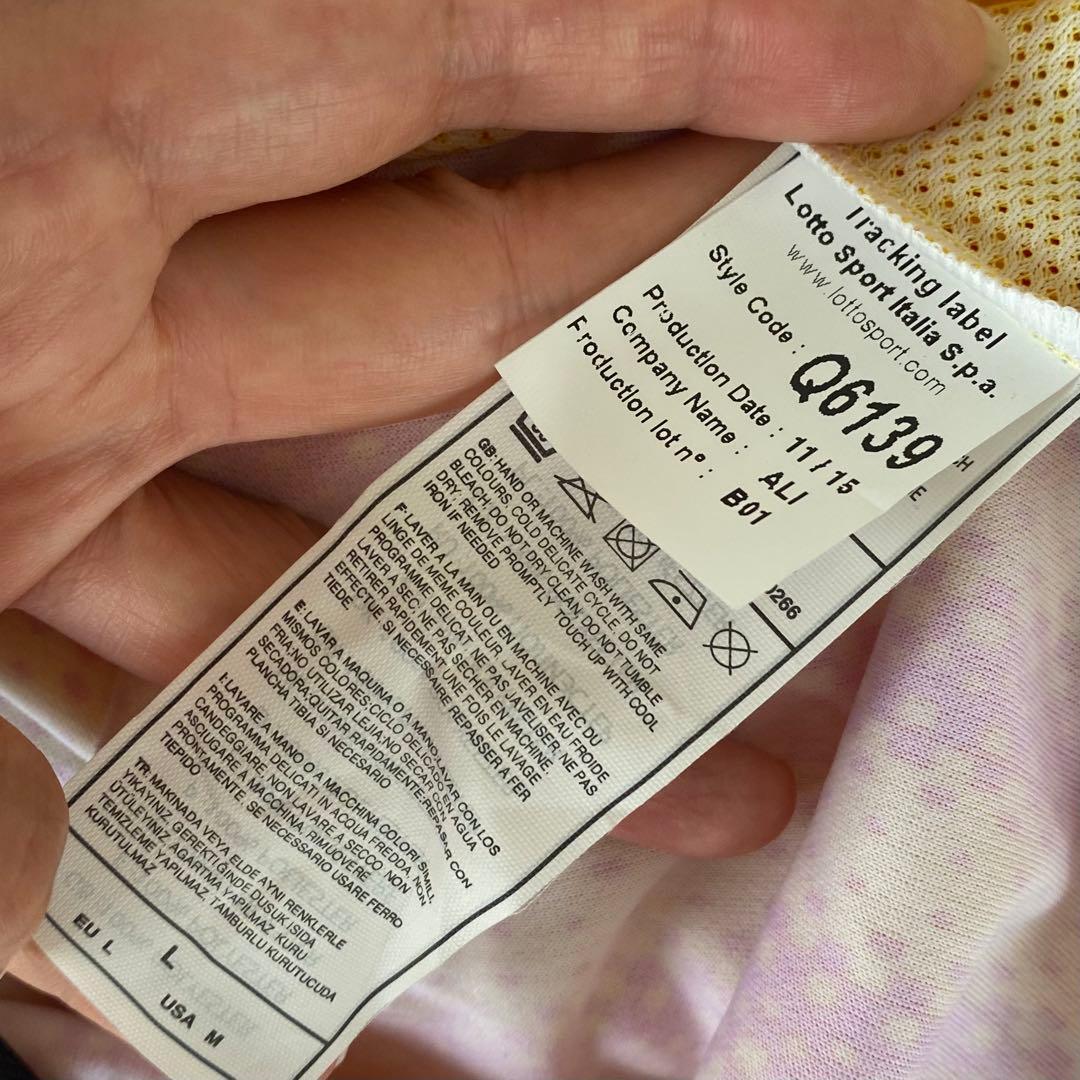 Tracking label
Lotto Sport Italia s.p.a.
www.lottosport.com
Style Code : Q6139
Production Date : 11/15
Company Name : ALI
Production lot n° : B01
H
E
0266
GB: HAND OR MACHINE WASH WITH SAME
COLOURS. COLD DELICATE CYCLE. DO NOT
BLEACH. DO NOT DRY CLEAN. DO NOT TUMBLE
DRY; REMOVE PROMPTLY TOUCH UP WITH COOL
IRON IF NEEDED
F: LAVER A LA MAIN OU EN MACHINE AVEC DU
LINGE DE MEME COULEUR. LAVER EN EAU FROIDE
PROGRAMME DELICAT. NE PAS JAVELISER, NE PAS
LAVER A SEC. NE PAS SECHER EN MACHINE.
RETIRER RAPIDEMENT UNE FOIS LE LAVAGE
EFFECTUE. SI NECESSAIRE REPASSER A FER
TIEDE
E: LAVAR A MAQUINA O A MANO. LAVAR CON LOS
MISMOS COLORES; CICLO DELICADO EN AGUA
FRIA: NO UTILIZAR LEJIA: NO SECAR CON
SECADORA: QUITAR RAPIDAMENTE: REPASAR CON
PLANCHA TIBIA SI NECESARIO
I: LAVARE A MANO O A MACCHINA COLORI SIMILI,
PROGRAMMA DELICATI IN ACQUA FREDDA, NON
CANDEGGIARE, NON LAVARE A SECCO, NON
ASCIUGARE A MACCHINA, RIMUOVERE
PRONTAMENTE SE NECESSARIO USARE FERRO
TIEPIDO
TR: MAKINADA VEYA ELDE AYNI RENKLERLE
YIKAYINIZ, GEREKTIGINDE DUSUK ISIDA
ÜTÜLEYINIZ, AGARTMA YAPILMAZ, KURU
TEMIZLEME YAPILMAZ, TAMBURLU KURUTUCUDA
KURUTULMAZ
L
EU L
USA M